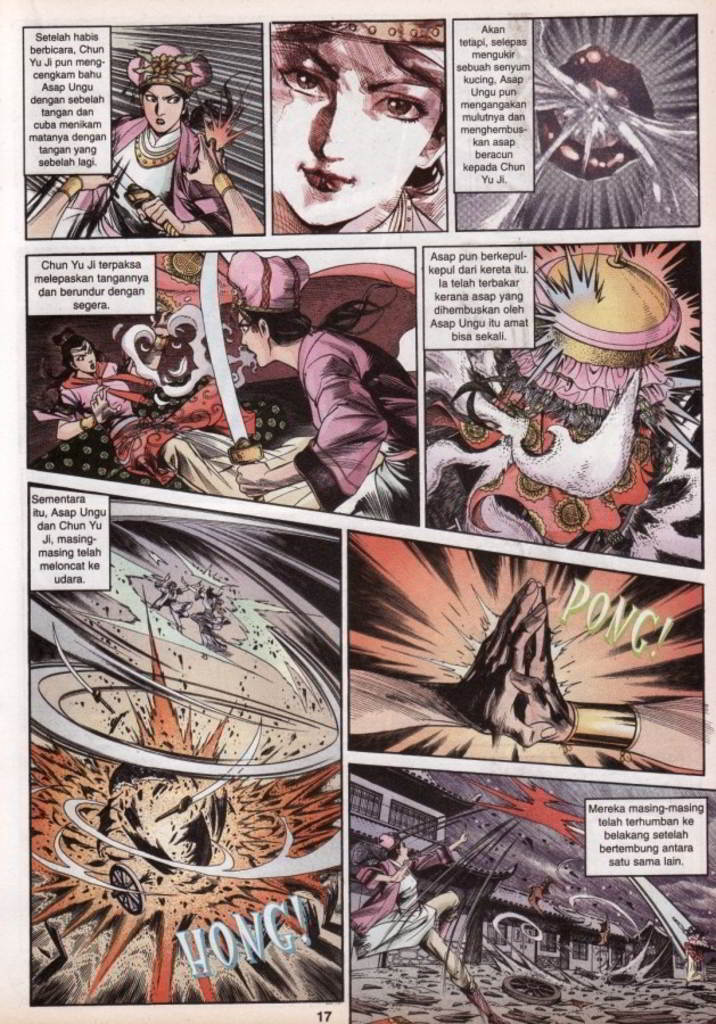 Setelah habis
berbicara, Chun
Yu Ji pun men-
cengkam bahu
Asap Ungu
dengan sebelah
tangan dan
cuba menikam
matanya dengan
tangan yang
sebelah lagi.
Akan
tetapi, selepas
mengukir
sebuah senyum
kucing, Asap
Ungu pun
mengangakan
mulutnya dan
menghembus-
kan asap
beracun
kepada Chun
Yu Ji.
Chun Yu Ji terpaksa
melepaskan tangannya
dan berundur dengan
segera.
Asap pun berkepul-
kepul dari kereta itu.
Ia telah terbakar
kerana asap yang
dihembuskan oleh
Asap Ungu itu amat
bisa sekali.
Sementara
itu, Asap Ungu
dan Chun Yu
Ji, masing-
masing telah
meloncat ke
udara.
HONG!
PONG!
Mereka masing-masing
telah terhumban ke
belakang setelah
bertembung antara
satu sama lain.
17